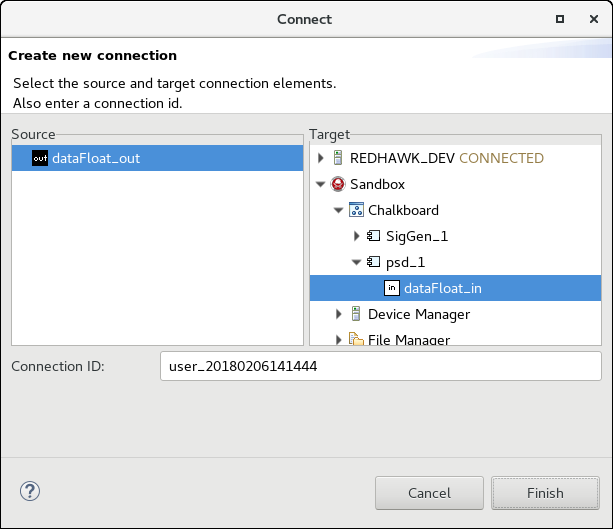 Connect
Create new connection
Select the source and target connection elements.
Also enter a connection id.
Source
out dataFloat_out
Target
REDHAWK_DEV CONNECTED
Sandbox
Chalkboard
SigGen_1
psd_1
in dataFloat_in
Device Manager
File Manager
Connection ID: user_20180206141444
? Cancel Finish